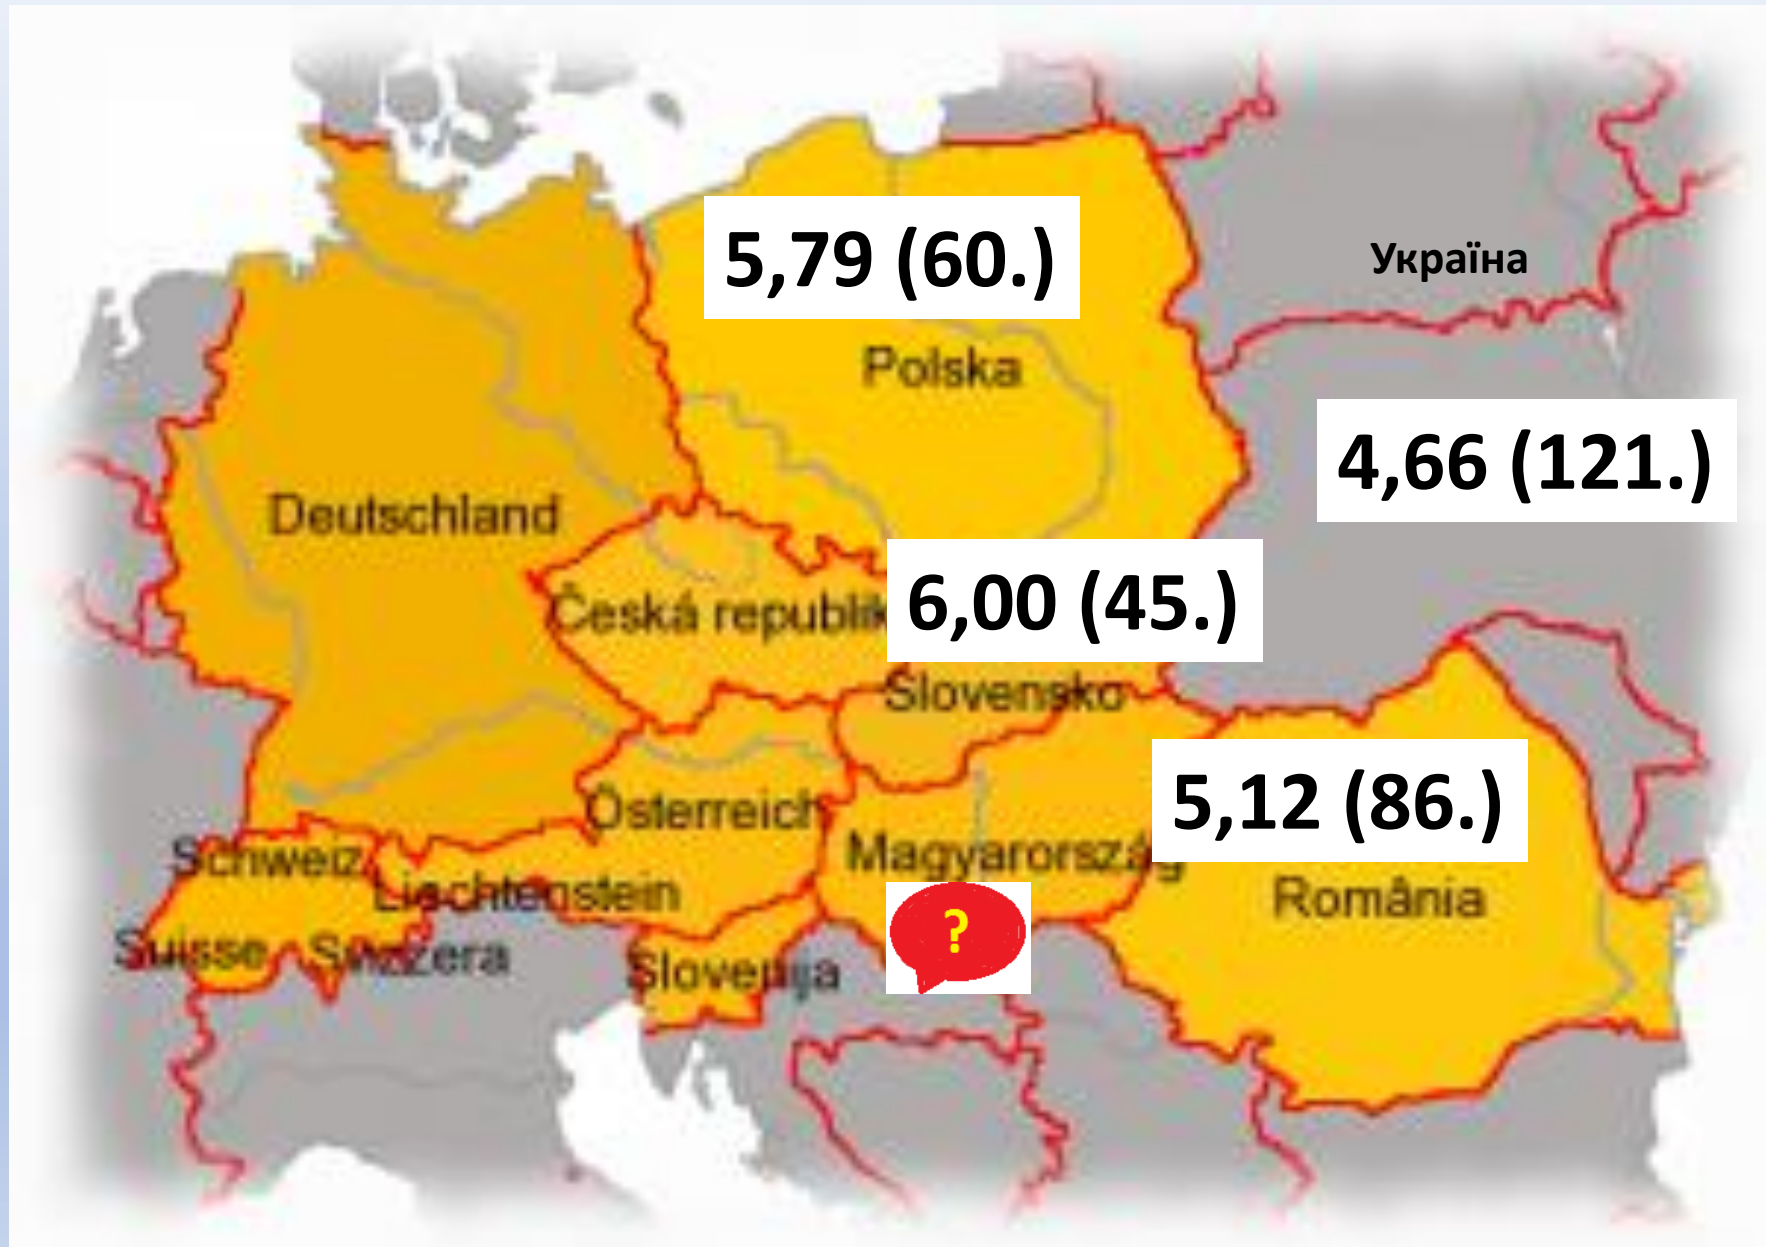 5,79 (60.)
Україна
Polska
4,66 (121.)
Deutschland
Česká republik
6,00 (45.)
Slovensko
5,12 (86.)
Österreich
Magyarország
Schweiz
Liechtenstein
România
?
Suisse
Svizzera
Slovenija